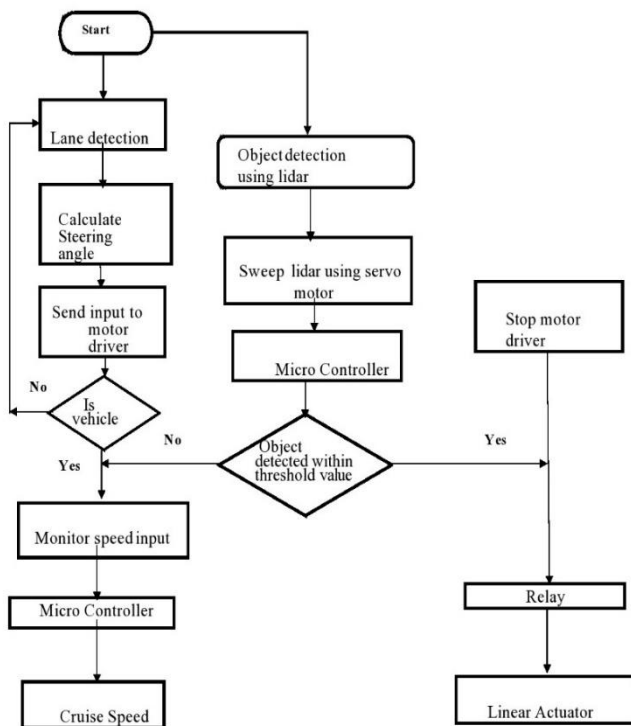 Start
Lane detection
Calculate
Steering
angle
Send input to
motor
driver
No
Is
vehicle
Yes
Object detection
using lidar
Sweep lidar using servo
motor
Micro Controller
No
Object
detected within
threshold value
Yes
Stop motor
driver
Monitor speed input
Micro Controller
Cruise Speed
Relay
Linear Actuator